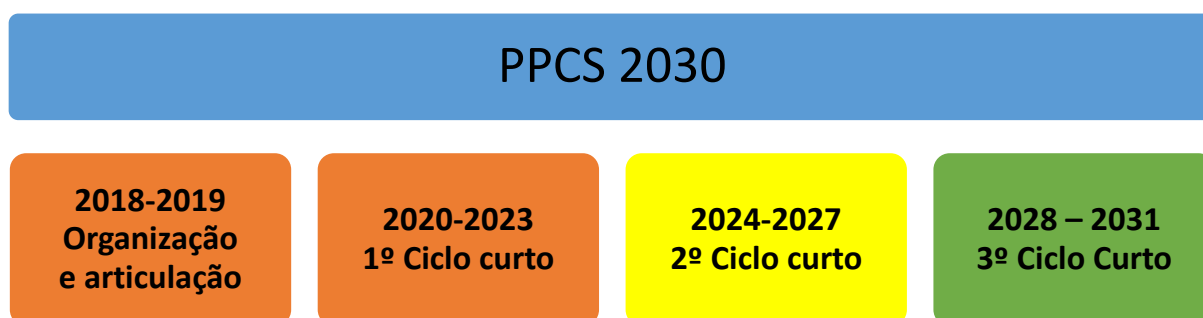 PPCS 2030
2018-2019
Organização
e articulação
2020-2023
1º Ciclo curto
2024-2027
2º Ciclo curto
2028 – 2031
3º Ciclo Curto